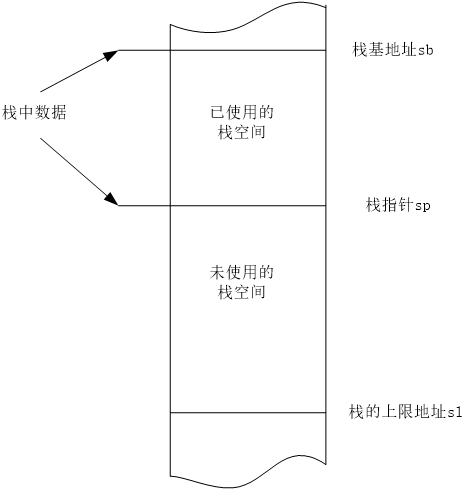 栈基地址sb
栈中数据
已使用的
栈空间
栈指针sp
未使用的
栈空间
栈的上限地址sl